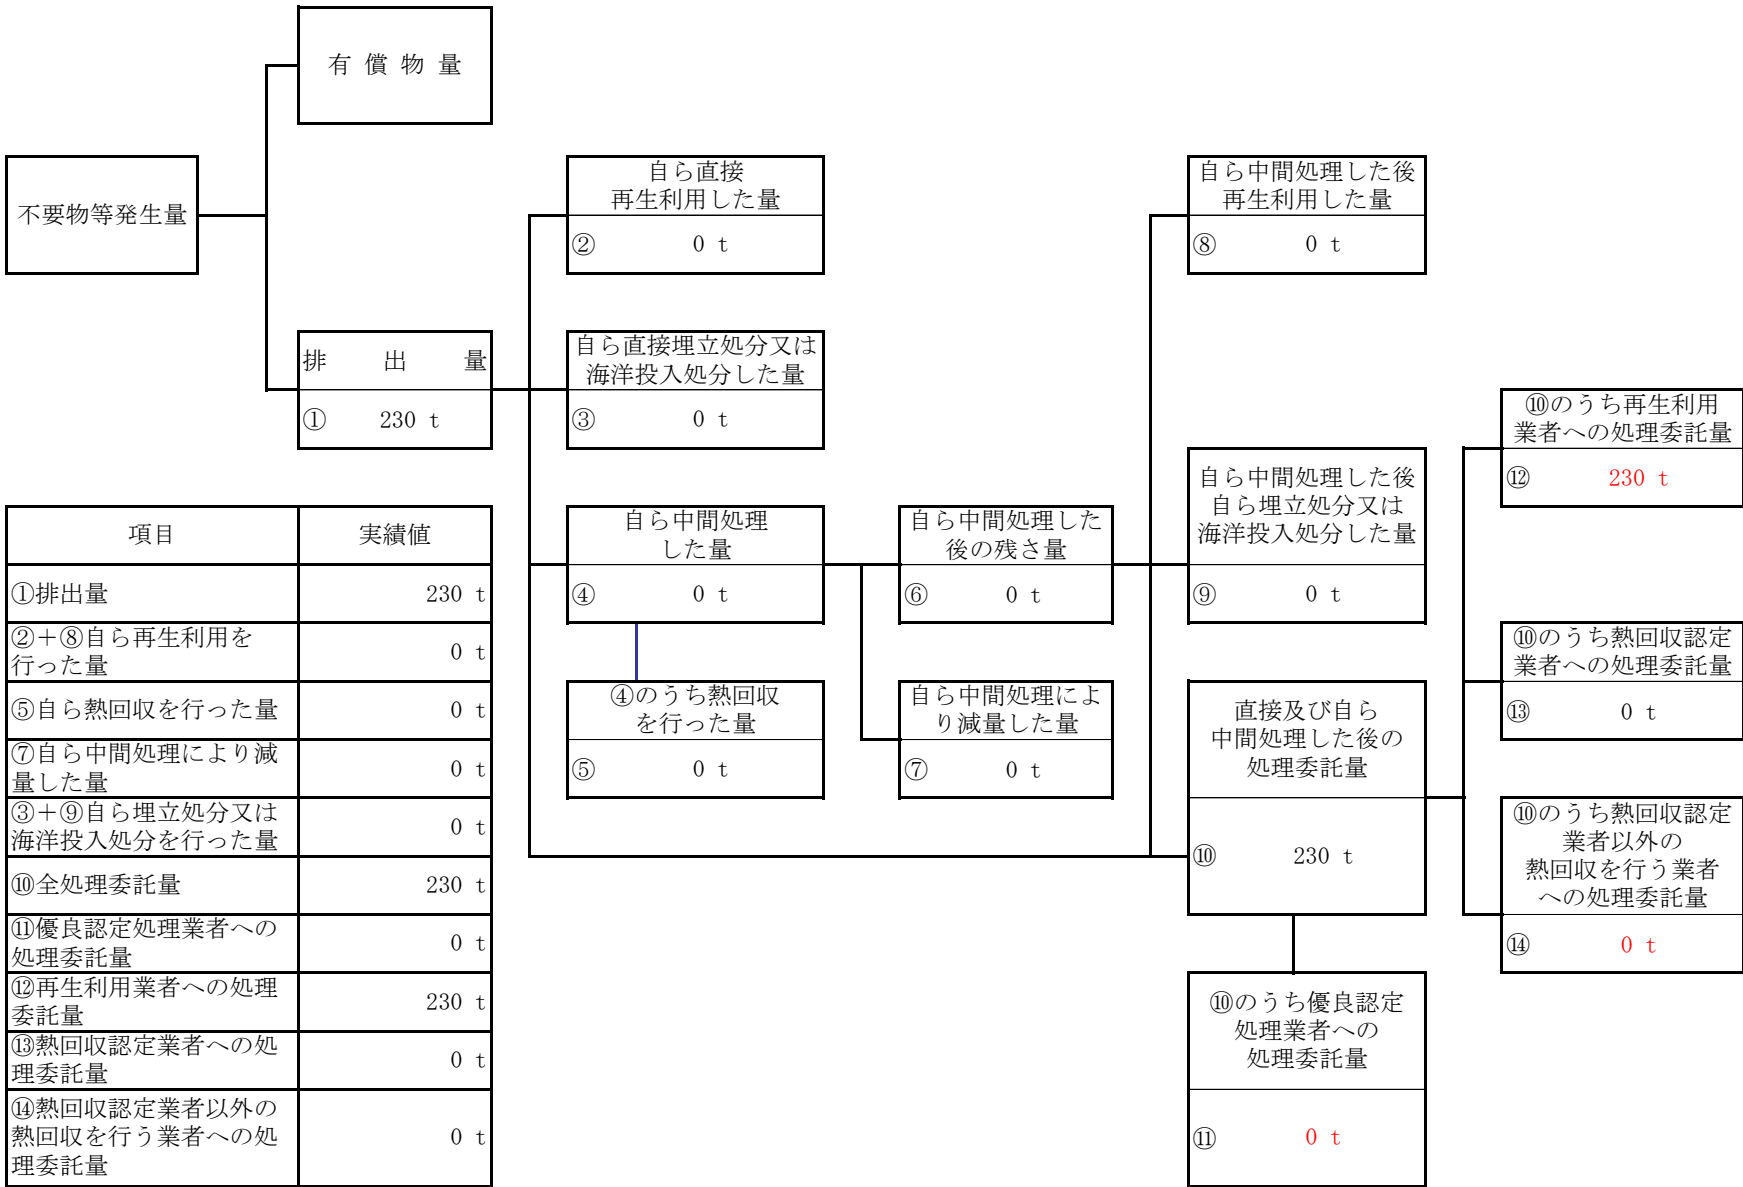 有 償 物 量
不要物等発生量
自ら直接
再生利用した量
② 0 t
自ら中間処理した後
再生利用した量
⑧ 0 t
排 出 量
① 230 t
自ら直接埋立処分又は
海洋投入処分した量
③ 0 t
⑩のうち再生利用
業者への処理委託量
⑫ 230 t
自ら中間処理した後
自ら埋立処分又は
海洋投入処分した量
⑨ 0 t
自ら中間処理
した量
④ 0 t
自ら中間処理した
後の残さ量
⑥ 0 t
⑩のうち熱回収認定
業者への処理委託量
⑬ 0 t
④のうち熱回収
を行った量
⑤ 0 t
自ら中間処理によ
り減量した量
⑦ 0 t
直接及び自ら
中間処理した後の
処理委託量
⑩ 230 t
⑩のうち熱回収認定
業者以外の
熱回収を行う業者
への処理委託量
⑭ 0 t
⑩のうち優良認定
処理業者への
処理委託量
⑪ 0 t
項目 実績値
①排出量 230 t
②+⑧自ら再生利用を
行った量 0 t
⑤自ら熱回収を行った量 0 t
⑦自ら中間処理により減
量した量 0 t
③+⑨自ら埋立処分又は
海洋投入処分を行った量 0 t
⑩全処理委託量 230 t
⑪優良認定処理業者への
処理委託量 0 t
⑫再生利用業者への処理
委託量 230 t
⑬熱回収認定業者への処
理委託量 0 t
⑭熱回収認定業者以外の
熱回収を行う業者への処
理委託量 0 t